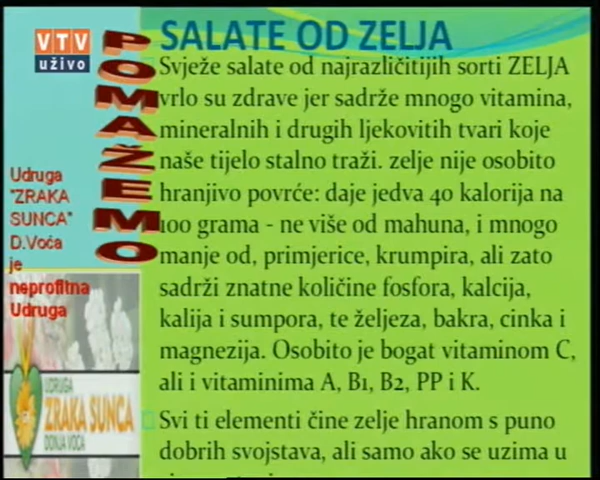 VTV
uživo
POMAŽEMO
Udruga
"ZRAKA
SUNCA"
D.Voća
je
neprofitna
Udruga
UDRUGA
ZRAKA SUNCA
DONJA VOĆA
SALATE OD ZELJA
Svježe salate od najrazličitijih sorti ZELJA
vrlo su zdrave jer sadrže mnogo vitamina,
mineralnih i drugih ljekovitih tvari koje
naše tijelo stalno traži. zelje nije osobito
hranjivo povrće: daje jedva 40 kalorija na
100 grama - ne više od mahuna, i mnogo
manje od, primjerice, krumpira, ali zato
sadrži znatne količine fosfora, kalcija,
kalija i sumpora, te željeza, bakra, cinka i
magnezija. Osobito je bogat vitaminom C,
ali i vitaminima A, B1, B2, PP i K.
Svi ti elementi čine zelje hranom s puno
dobrih svojstava, ali samo ako se uzima u